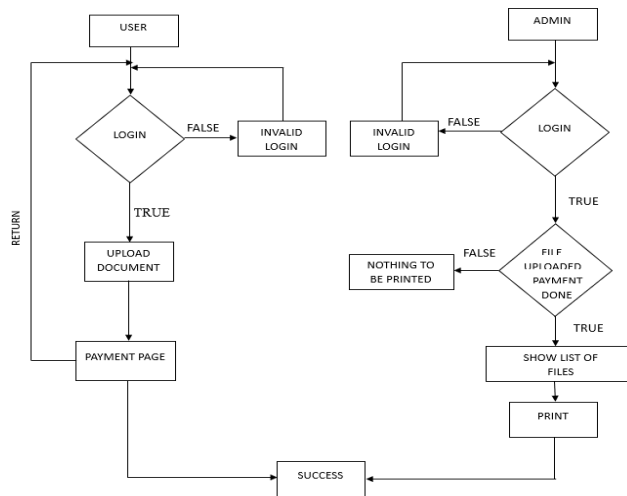 USER
LOGIN
FALSE
INVALID
LOGIN
TRUE
UPLOAD
DOCUMENT
RETURN
PAYMENT PAGE
ADMIN
LOGIN
FALSE
INVALID
LOGIN
TRUE
FILE
UPLOADED
PAYMENT
DONE
FALSE
NOTHING TO
BE PRINTED
TRUE
SHOW LIST OF
FILES
PRINT
SUCCESS